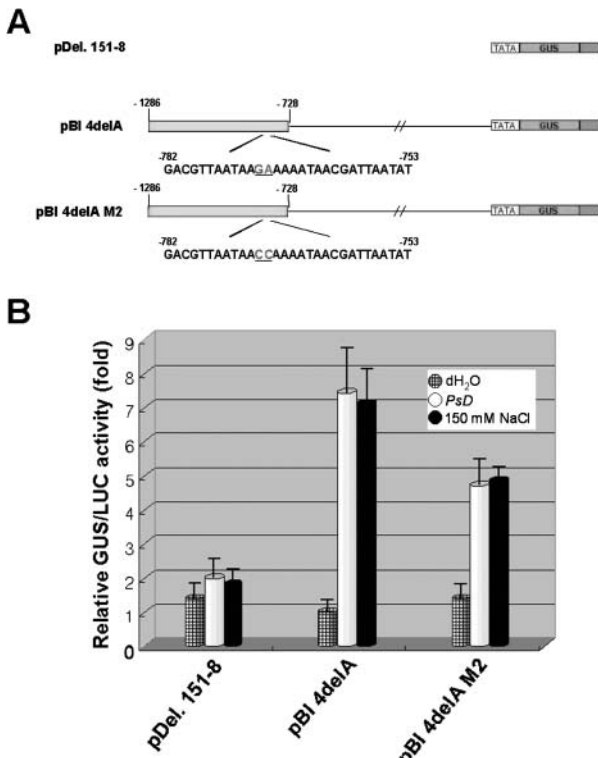 A
pDel. 151-8
TATA GUS
- 1286 - 728
pBI 4delA
TATA GUS
-782 -753
GACGTTAATAAGAAAAATAACGATTAATAT
- 1286 - 728
pBI 4delA M2
TATA GUS
-782 -753
GACGTTAATAACCAAAATAACGATTAATAT
B
Relative GUS/LUC activity (fold)
9
8
7
6
5
4
3
2
1
0
dH2O
PsD
150 mM NaCl
pDel. 151-8
pBI 4delA
pBI 4delA M2